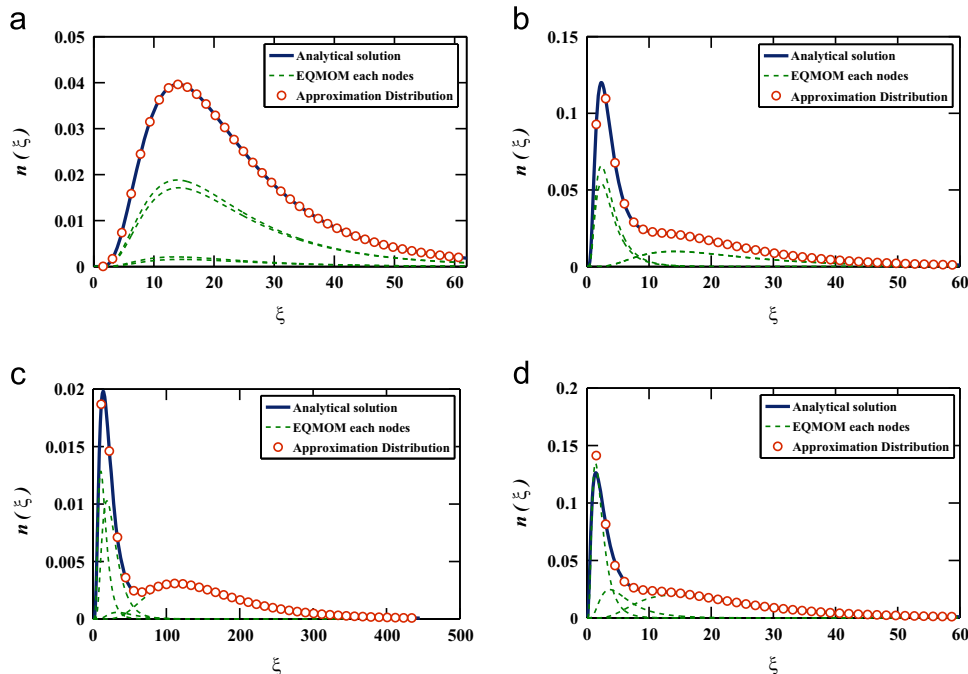 a
0.05
0.04
0.03
0.02
0.01
0
0
10
20
30
40
50
60
n(ξ)
ξ
Analytical solution
EQMOM each nodes
Approximation Distribution
b
0.15
0.1
0.05
0
0
10
20
30
40
50
60
n(ξ)
ξ
Analytical solution
EQMOM each nodes
Approximation Distribution
c
0.02
0.015
0.01
0.005
0
0
100
200
300
400
500
n(ξ)
ξ
Analytical solution
EQMOM each nodes
Approximation Distribution
d
0.2
0.15
0.1
0.05
0
0
10
20
30
40
50
60
n(ξ)
ξ
Analytical solution
EQMOM each nodes
Approximation Distribution